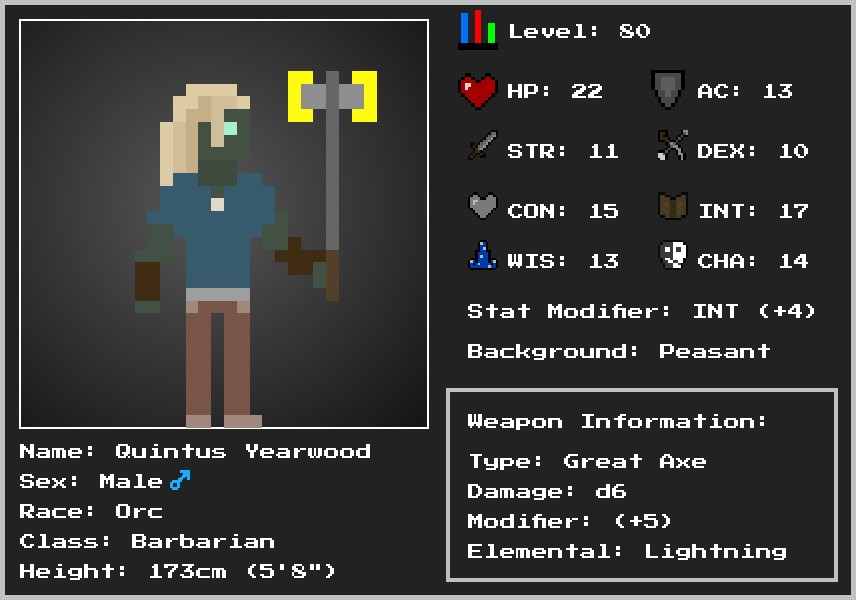 Level: 80
HP: 22
AC: 13
STR: 11
DEX: 10
CON: 15
INT: 17
WIS: 13
CHA: 14
Stat Modifier: INT (+4)
Background: Peasant
Weapon Information:
Type: Great Axe
Damage: d6
Modifier: (+5)
Elemental: Lightning
Name: Quintus Yearwood
Sex: Male ♂
Race: Orc
Class: Barbarian
Height: 173cm (5'8")